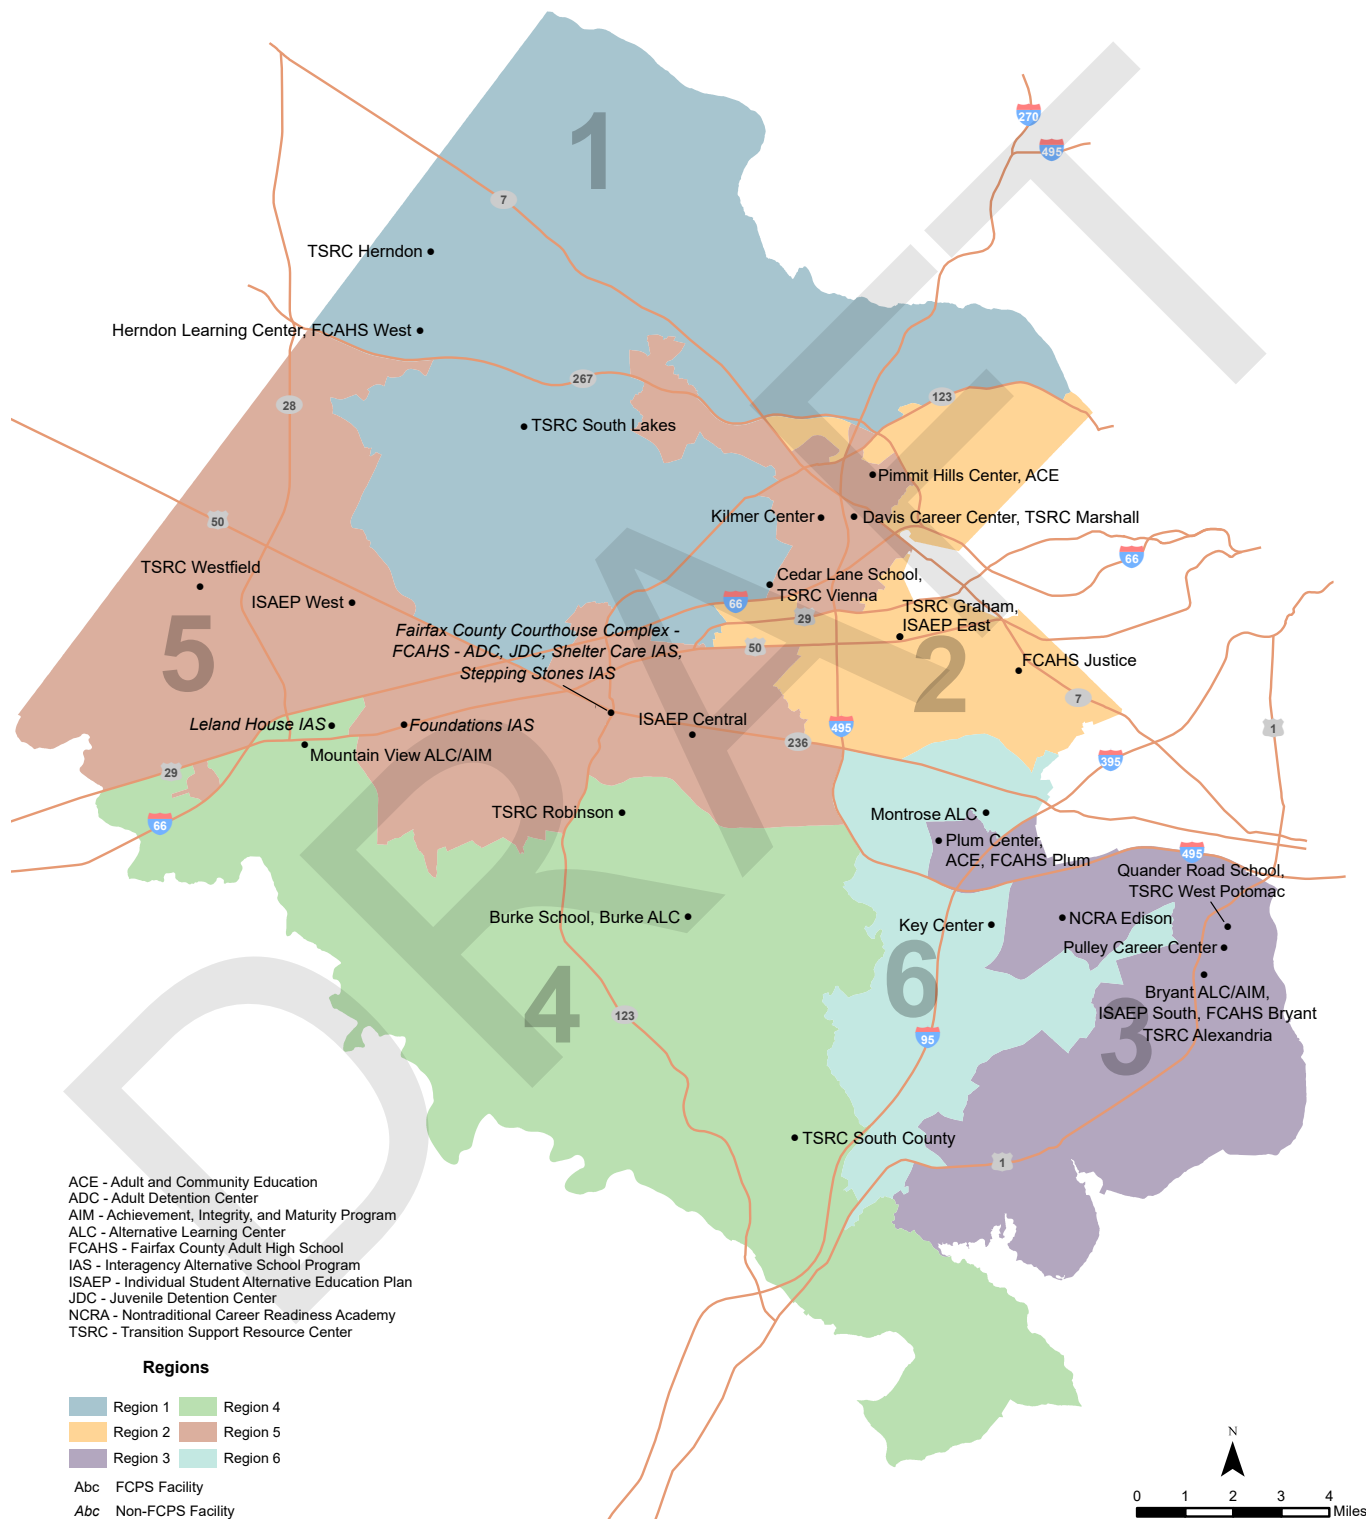 1
270
495
7
TSRC Herndon
Herndon Learning Center, FCAHS West
267
123
28
TSRC South Lakes
Pimmit Hills Center, ACE
Kilmer Center
Davis Career Center, TSRC Marshall
50
66
TSRC Westfield
Cedar Lane School,
TSRC Vienna
ISAEP West
66
29
TSRC Graham,
ISAEP East
5
Fairfax County Courthouse Complex -
FCAHS - ADC, JDC, Shelter Care IAS,
Stepping Stones IAS
50
2
FCAHS Justice
7
Leland House IAS
Foundations IAS
ISAEP Central
495
1
236
Mountain View ALC/AIM
29
395
66
TSRC Robinson
Montrose ALC
Plum Center,
ACE, FCAHS Plum
495
Quander Road School,
TSRC West Potomac
Burke School, Burke ALC
Key Center
NCRA Edison
Pulley Career Center
6
4
123
95
Bryant ALC/AIM,
ISAEP South, FCAHS Bryant
TSRC Alexandria
3
TSRC South County
1
DRAFT
ACE - Adult and Community Education
ADC - Adult Detention Center
AIM - Achievement, Integrity, and Maturity Program
ALC - Alternative Learning Center
FCAHS - Fairfax County Adult High School
IAS - Interagency Alternative School Program
ISAEP - Individual Student Alternative Education Plan
JDC - Juvenile Detention Center
NCRA - Nontraditional Career Readiness Academy
TSRC - Transition Support Resource Center
Regions
Region 1 Region 4
Region 2 Region 5
Region 3 Region 6
Abc FCPS Facility
Abc Non-FCPS Facility
N
0 1 2 3 4
Miles